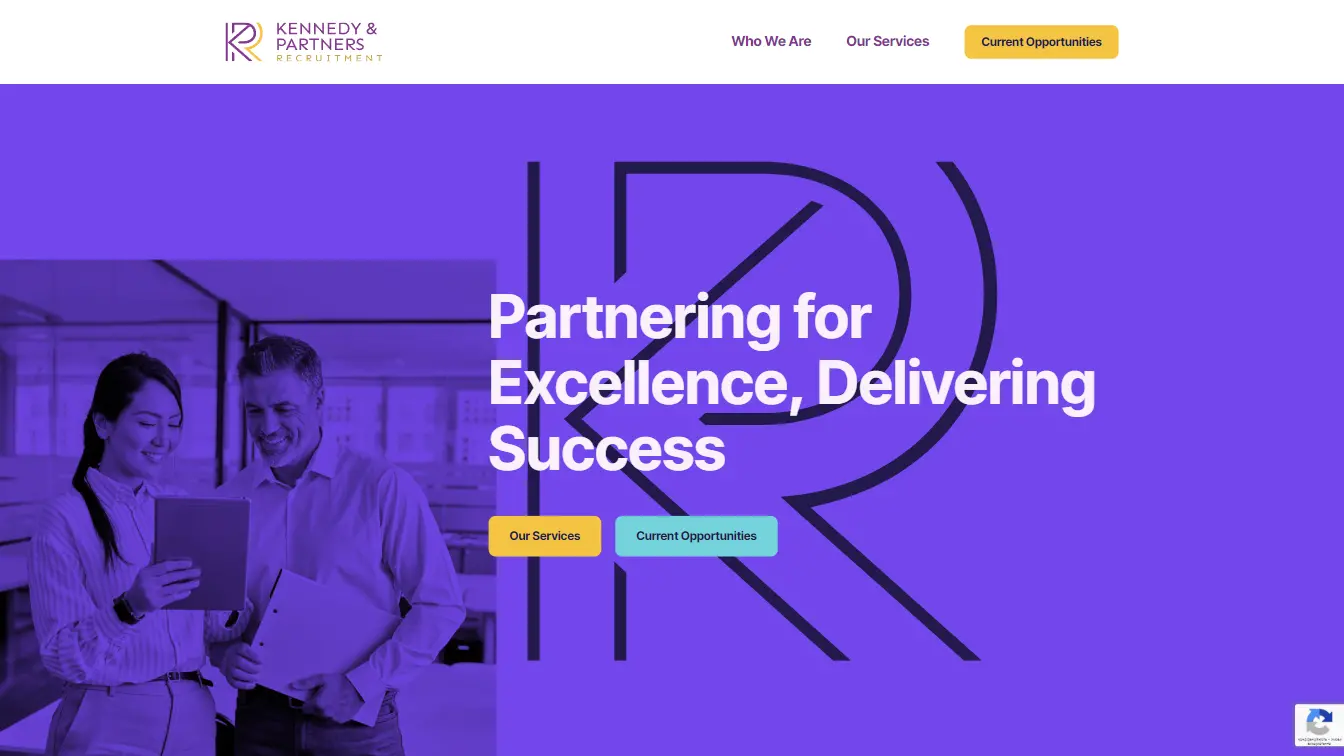 KENNEDY &
PARTNERS
RECRUITMENT
Who We Are
Our Services
Current Opportunities
Partnering for
Excellence, Delivering
Success
Our Services
Current Opportunities